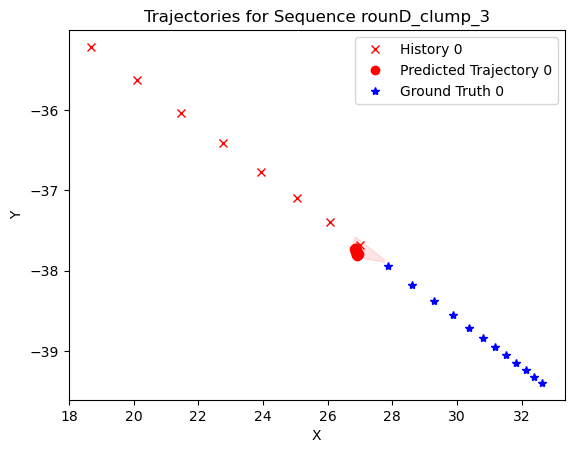 Trajectories for Sequence rounD_clump_3
History 0
Predicted Trajectory 0
Ground Truth 0
−36
−37
−38
−39
Y
18
20
22
24
26
28
30
32
X